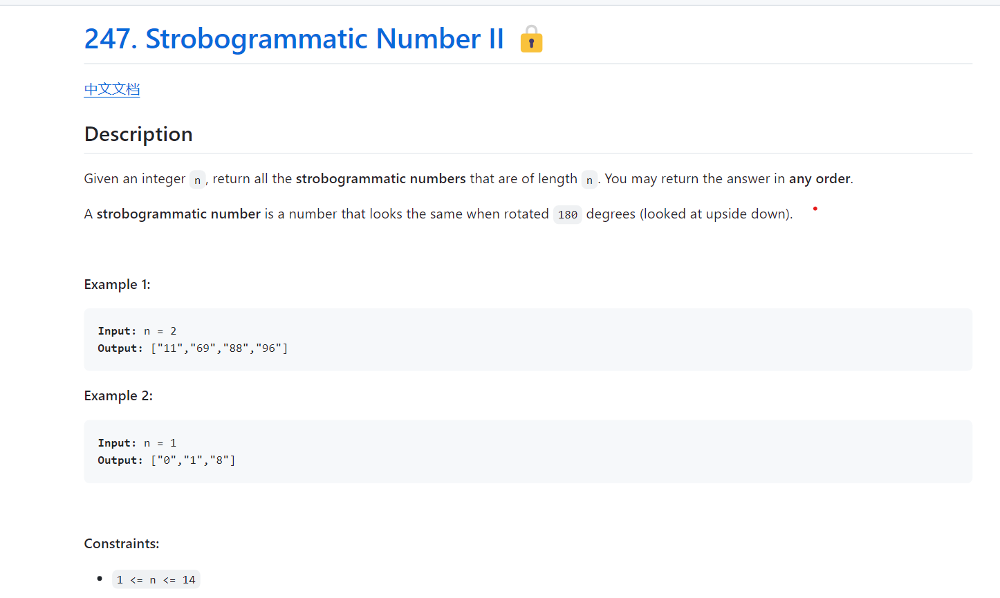 247. Strobogrammatic Number II
中文文档
Description
Given an integer n, return all the strobogrammatic numbers that are of length n. You may return the answer in any order.
A strobogrammatic number is a number that looks the same when rotated 180 degrees (looked at upside down).
Example 1:
Input: n = 2
Output: ["11","69","88","96"]
Example 2:
Input: n = 1
Output: ["0","1","8"]
Constraints:
• 1 <= n <= 14